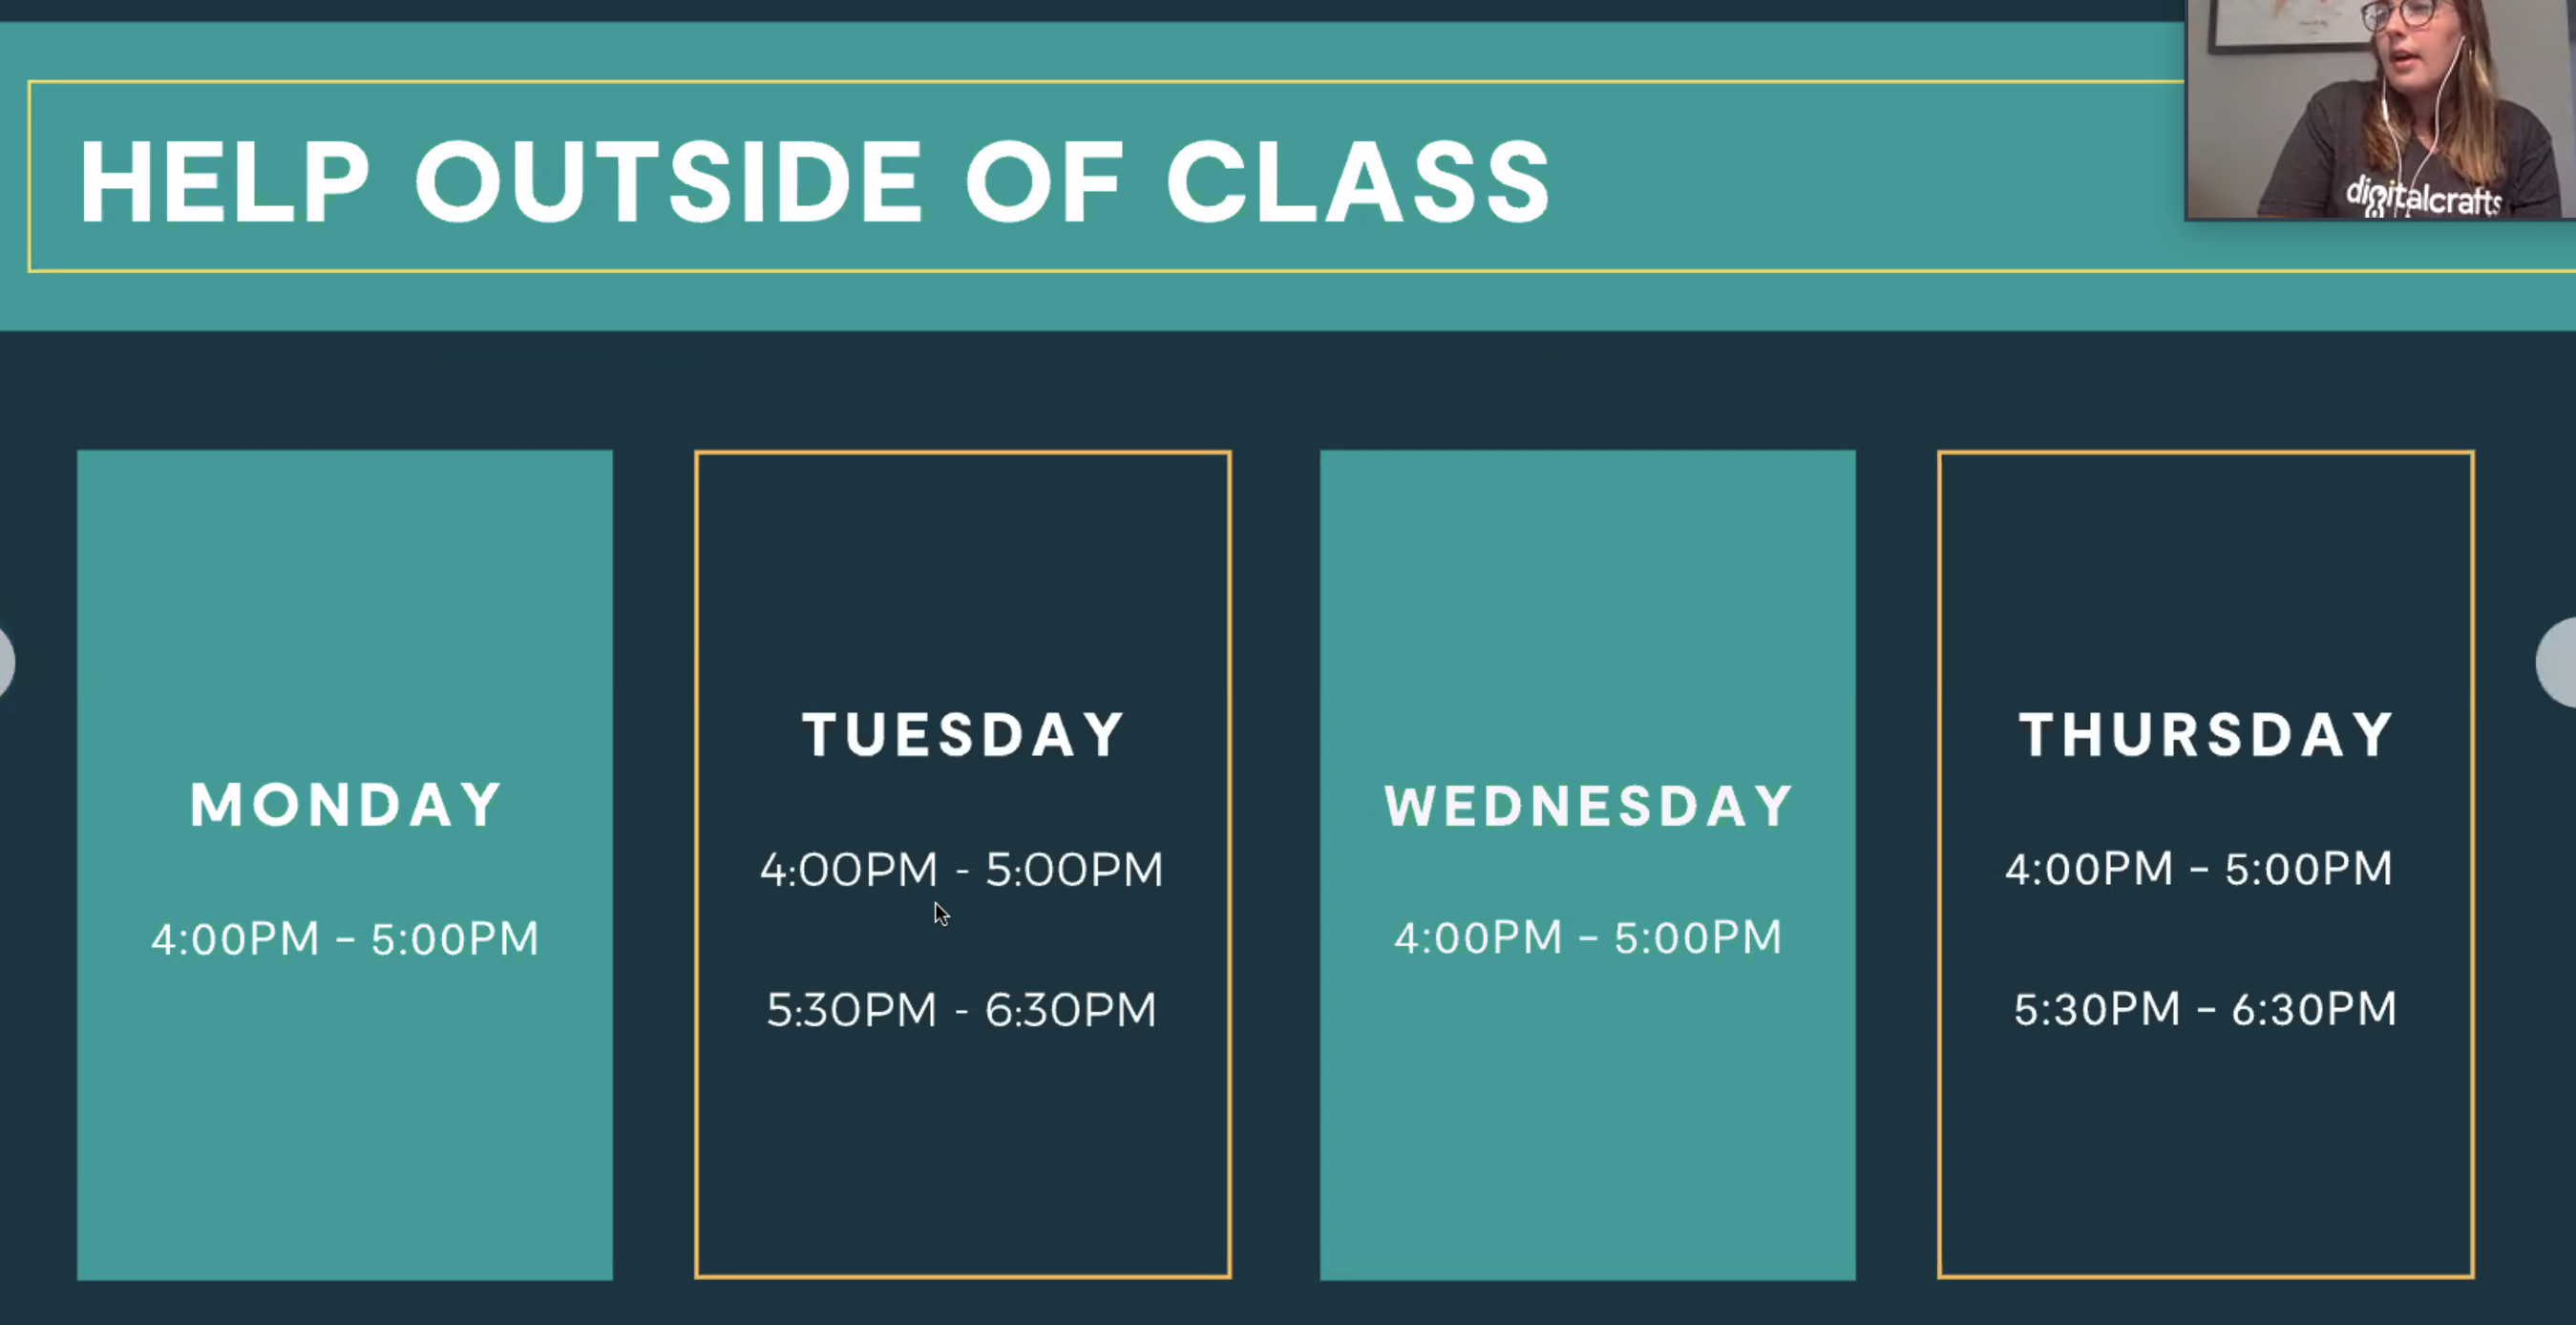 HELP OUTSIDE OF CLASS
digitalcrafts
MONDAY
4:00PM - 5:00PM
TUESDAY
4:00PM - 5:00PM
5:30PM - 6:30PM
WEDNESDAY
4:00PM - 5:00PM
THURSDAY
4:00PM - 5:00PM
5:30PM - 6:30PM